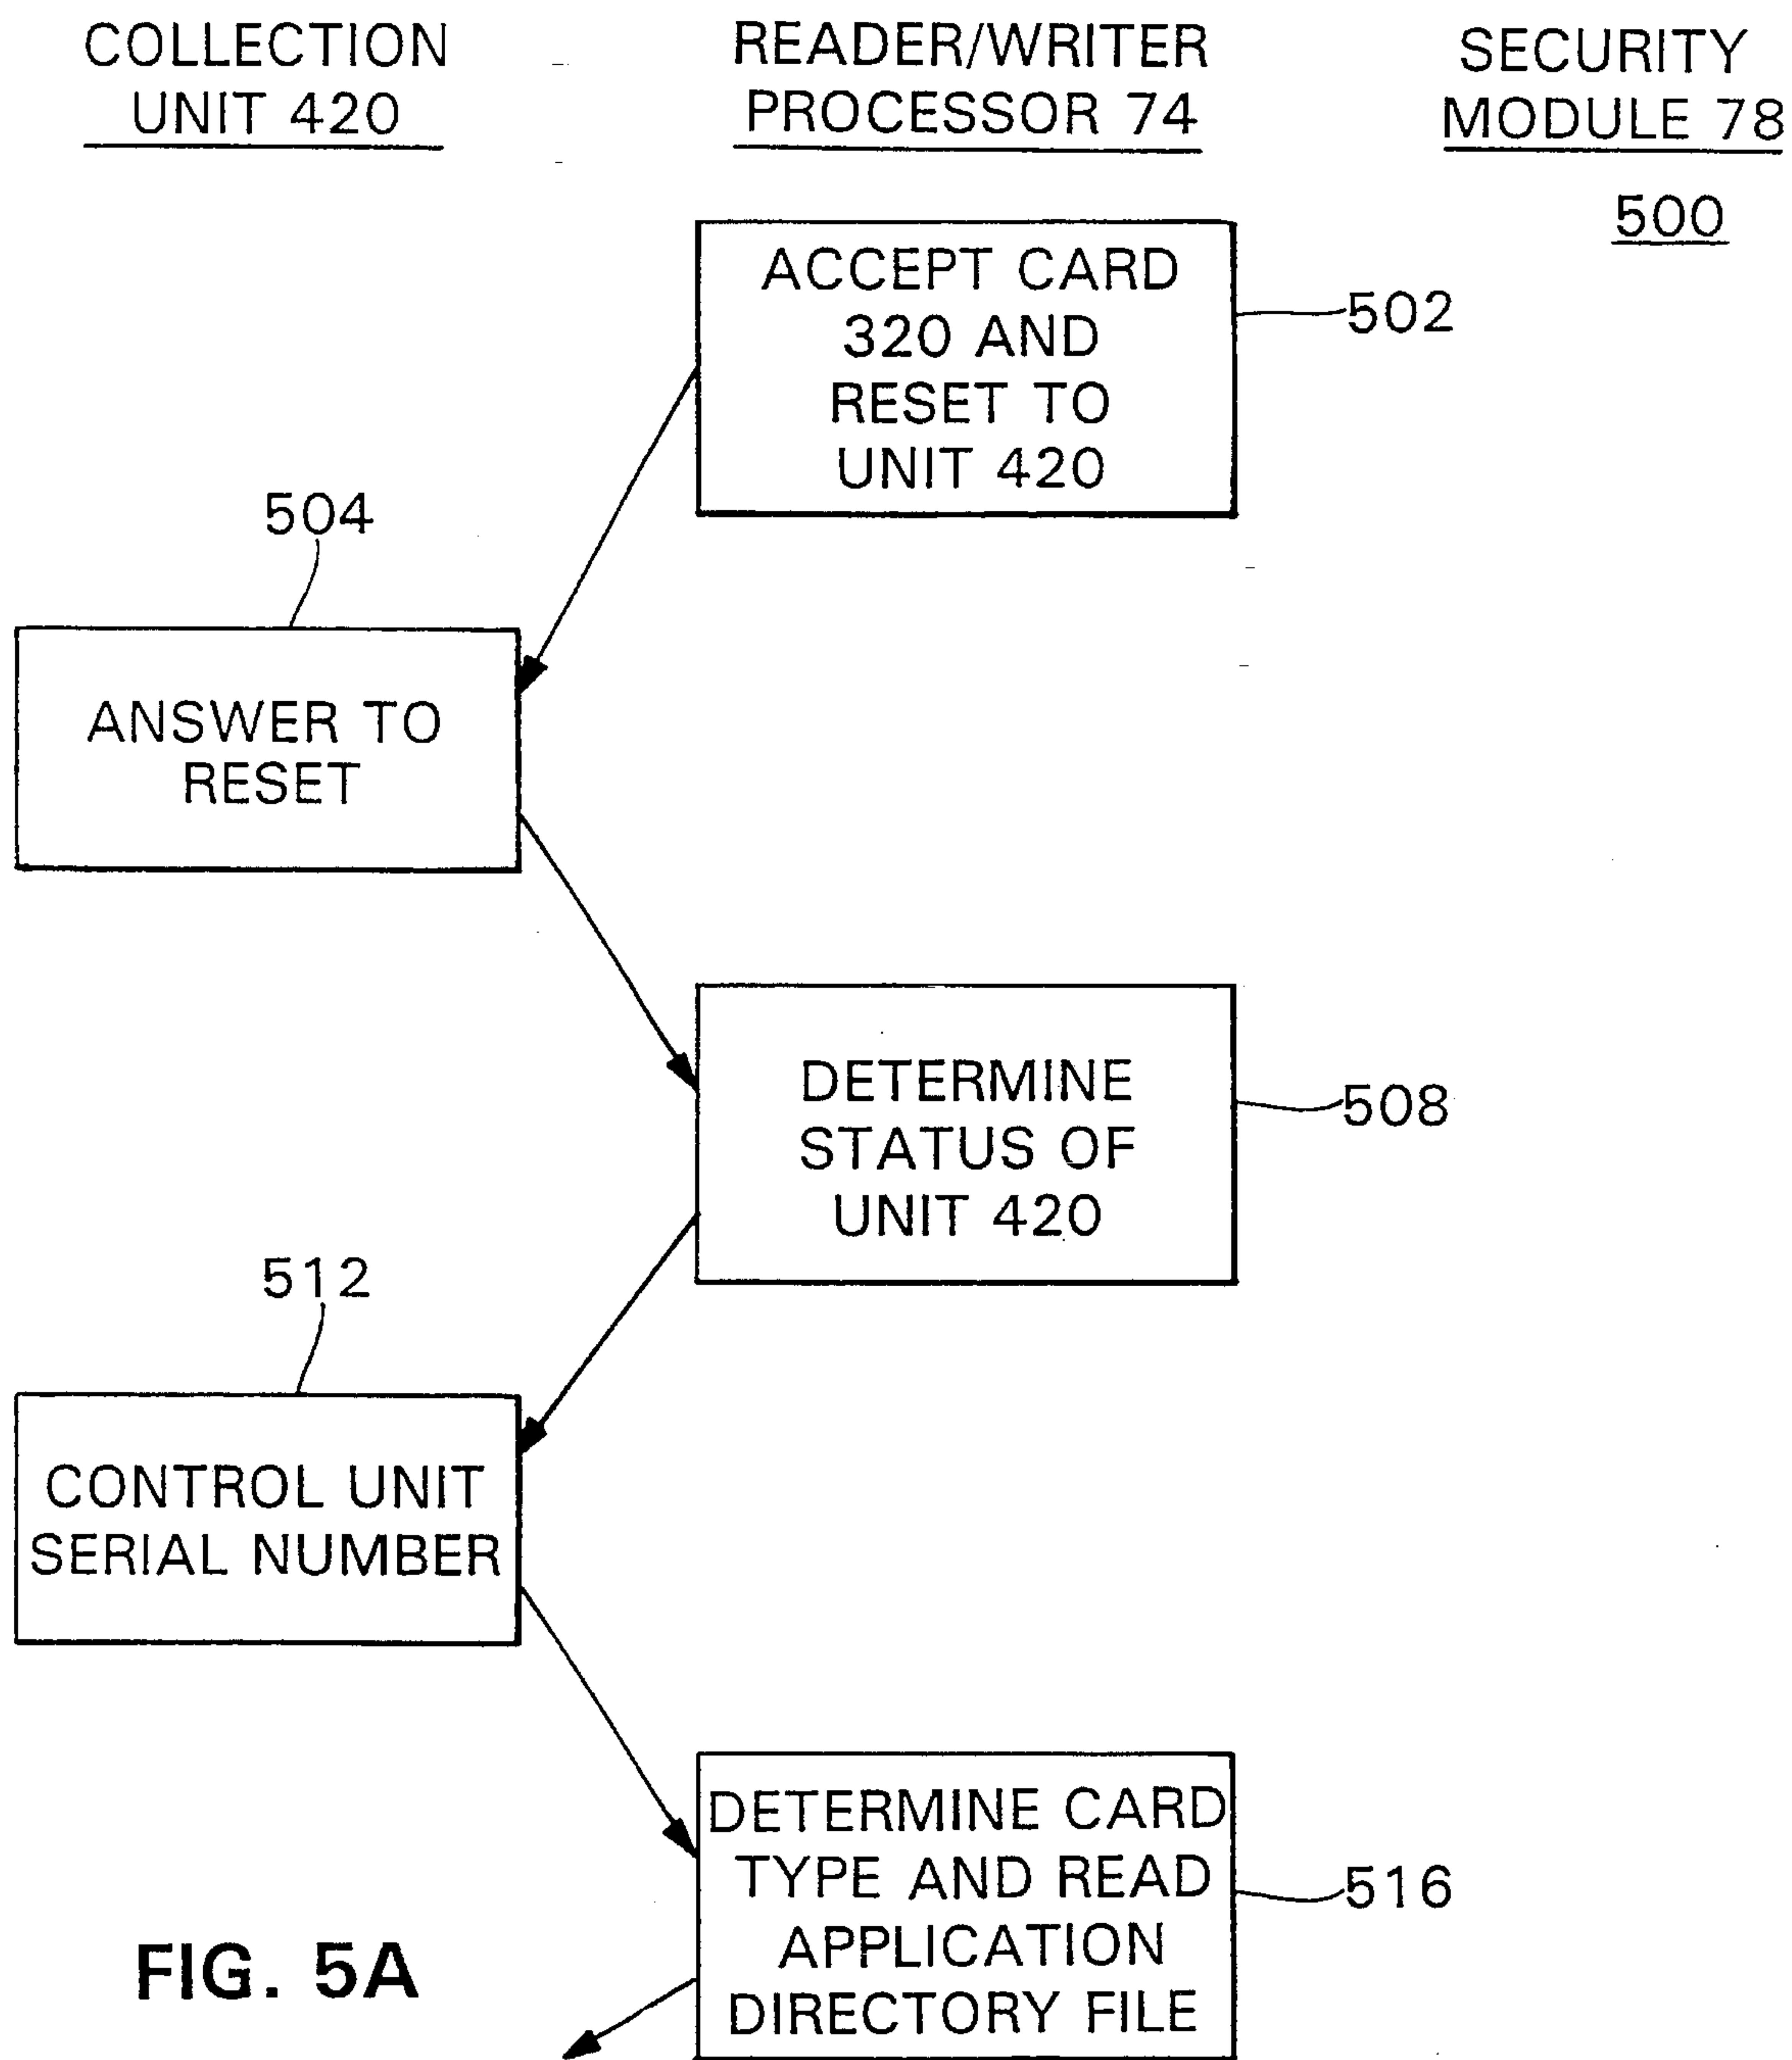 COLLECTION
UNIT 420
READER/WRITER
PROCESSOR 74
SECURITY
MODULE 78
500
ACCEPT CARD
320 AND
RESET TO
UNIT 420
502
504
ANSWER TO
RESET
DETERMINE
STATUS OF
UNIT 420
508
512
CONTROL UNIT
SERIAL NUMBER
DETERMINE CARD
TYPE AND READ
APPLICATION
DIRECTORY FILE
516
FIG. 5A